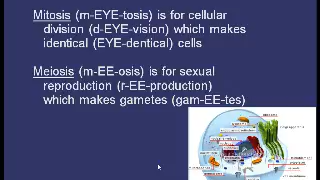 Mitosis (m-EYE-tosis) is for cellular
division (d-EYE-vision) which makes
identical (EYE-dentical) cells
Meiosis (m-EE-osis) is for sexual
reproduction (r-EE-production)
which makes gametes (gam-EE-tes)